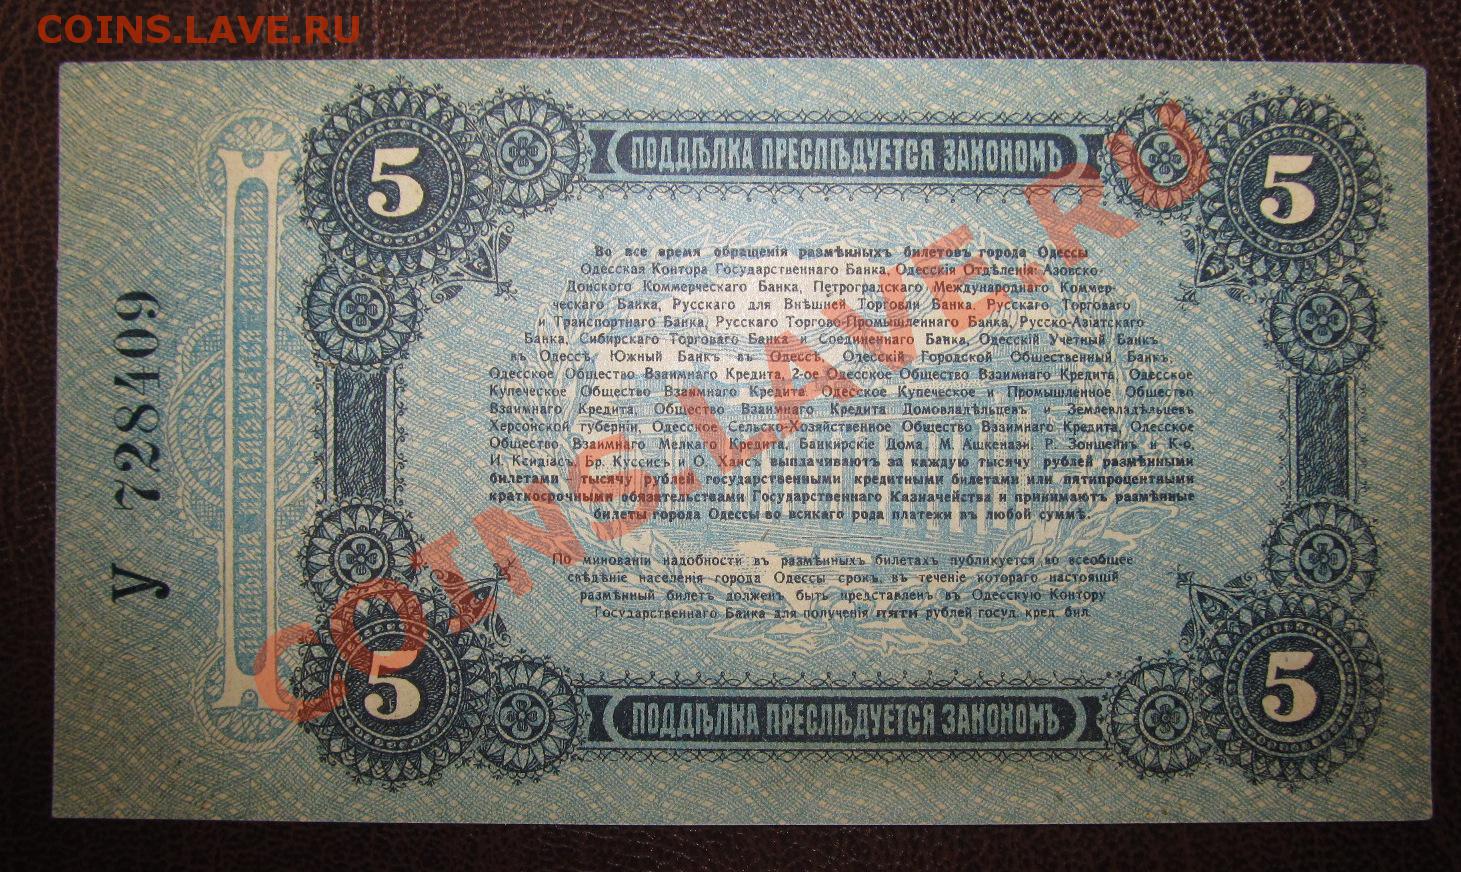 COINS.LAVE.RU
5
ПОДДѢЛКА ПРЕСЛѢДУЕТСЯ ЗАКОНОМЪ
5
Во все время обращенія размѣнныхъ билетовъ города Одессы
Одесская Контора Государственнаго Банка, Одесскія Отдѣленія: Азовско-
Донского Коммерческаго Банка, Петроградскаго Международнаго Коммер-
ческаго Банка, Русскаго для Внѣшней Торговли Банка, Русскаго Торговаго
и Транспортнаго Банка, Русскаго Торгово-Промышленнаго Банка, Русско-Азіатскаго
Банка, Сибирскаго Торговаго Банка Соединеннаго Банка, Одесскій Учетный Банкъ
въ Одессѣ, Южный Банкъ въ Одессѣ, Одесскій Городской Общественный Банкъ,
Одесское Общество Взаимнаго Кредита, 2-ое Одесское Общество Взаимнаго Кредита, Одесское
Купеческое Общество Взаимнаго Кредита, Одесское Купеческое и Промышленное Общество
Взаимнаго Кредита, Общество Взаимнаго Кредита Домовладѣльцевъ и Землевладѣльцевъ
Херсонской губерніи, Одесское Сельско-Хозяйственное Общество Взаимнаго Кредита, Одесское
Общество Взаимнаго Мелкаго Кредита, Банкирскіе Дома, М. Ашкенази, Р. Зонштейнъ и К-о,
И. Ксидіасъ, Бр. Куссисъ и О. Хаисъ выплачиваютъ за каждую тысячу рублей размѣнными
билетами тысячу рублей государственными кредитными билетами или пятипроцентными
краткосрочными обязательствами Государственнаго Казначейства и принимаютъ размѣнные
билеты города Одессы во всякаго рода платежи въ любой суммѣ.
По минованіи надобности въ размѣнныхъ билетахъ публикуется во всеобщее
свѣдѣніе населенія города Одессы срокъ, въ теченіе котораго настоящій
размѣнный билетъ долженъ быть представленъ въ Одесскую Контору
Государственнаго Банка для полученія пяти рублей госуд. кред. бил.
5
ПОДДѢЛКА ПРЕСЛѢДУЕТСЯ ЗАКОНОМЪ
5
У 728409
COINS.LAVE.RU